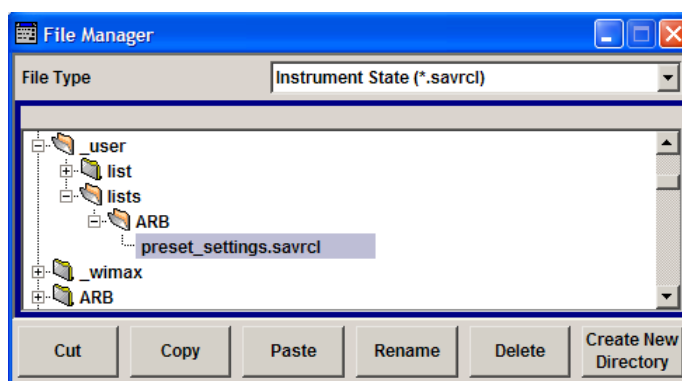 File Manager
File Type
Instrument State (*.savrcl)
_user
list
lists
ARB
preset_settings.savrcl
_wimax
ARB
Cut Copy Paste Rename Delete Create New
Directory